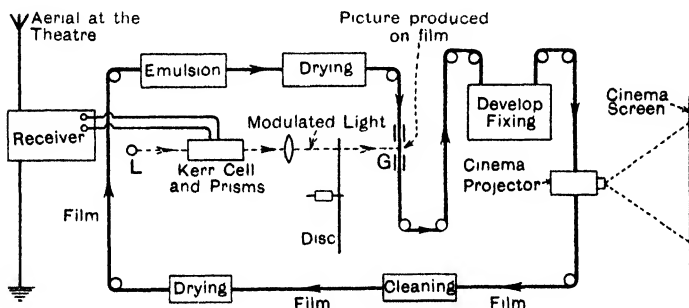 Aerial at the
Theatre
Picture produced
on film
Emulsion
Drying
Develop
Fixing
Cinema
Screen
Receiver
Modulated Light
L
Kerr Cell
and Prisms
G
Cinema
Projector
Film
Disc
Drying
Film
Cleaning
Film